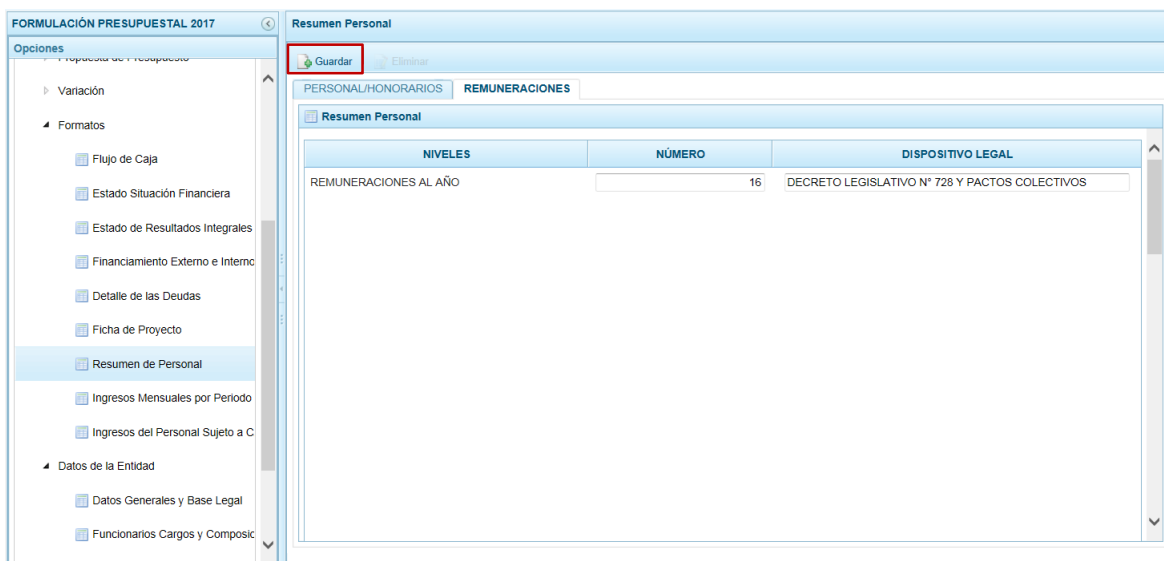 FORMULACIÓN PRESUPUESTAL 2017
Opciones
Propuesta de Presupuesto
Variación
Formatos
Flujo de Caja
Estado Situación Financiera
Estado de Resultados Integrales
Financiamiento Externo e Interno
Detalle de las Deudas
Ficha de Proyecto
Resumen de Personal
Ingresos Mensuales por Periodo
Ingresos del Personal Sujeto a C
Datos de la Entidad
Datos Generales y Base Legal
Funcionarios Cargos y Composic
Resumen Personal
Guardar Eliminar
PERSONAL/HONORARIOS REMUNERACIONES
Resumen Personal
NIVELES NÚMERO DISPOSITIVO LEGAL
REMUNERACIONES AL AÑO 16 DECRETO LEGISLATIVO N° 728 Y PACTOS COLECTIVOS